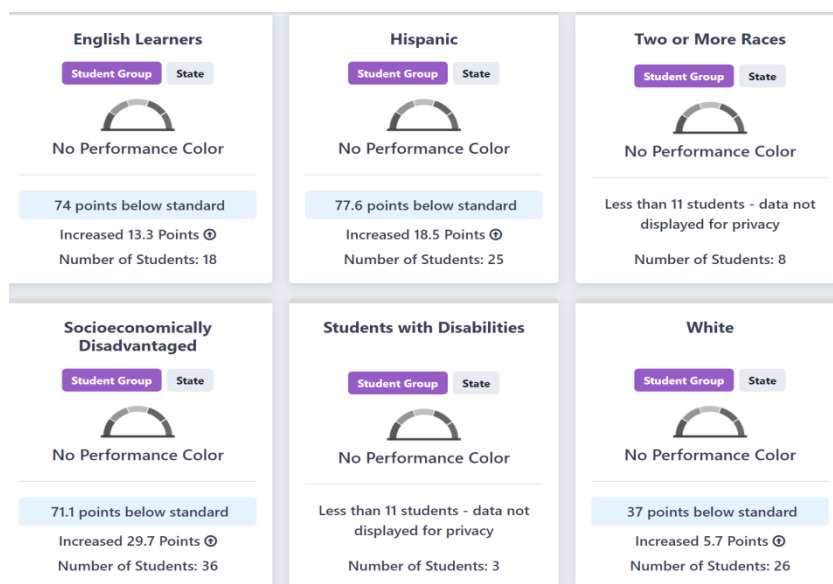 English Learners
Student Group State
No Performance Color
74 points below standard
Increased 13.3 Points
Number of Students: 18
Hispanic
Student Group State
No Performance Color
77.6 points below standard
Increased 18.5 Points
Number of Students: 25
Two or More Races
Student Group State
No Performance Color
Less than 11 students - data not
displayed for privacy
Number of Students: 8
Socioeconomically
Disadvantaged
Student Group State
No Performance Color
71.1 points below standard
Increased 29.7 Points
Number of Students: 36
Students with Disabilities
Student Group State
No Performance Color
Less than 11 students - data not
displayed for privacy
Number of Students: 3
White
Student Group State
No Performance Color
37 points below standard
Increased 5.7 Points
Number of Students: 26